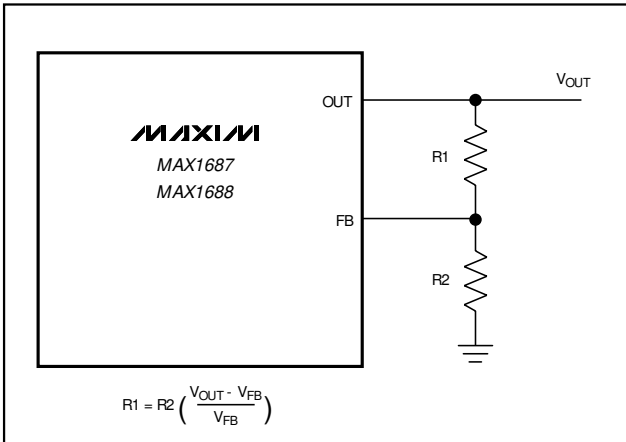 VOUT
OUT
MAXIM
R1
MAX1687
MAX1688
FB
R2
R1 = R2 ( VOUT - VFB / VFB )